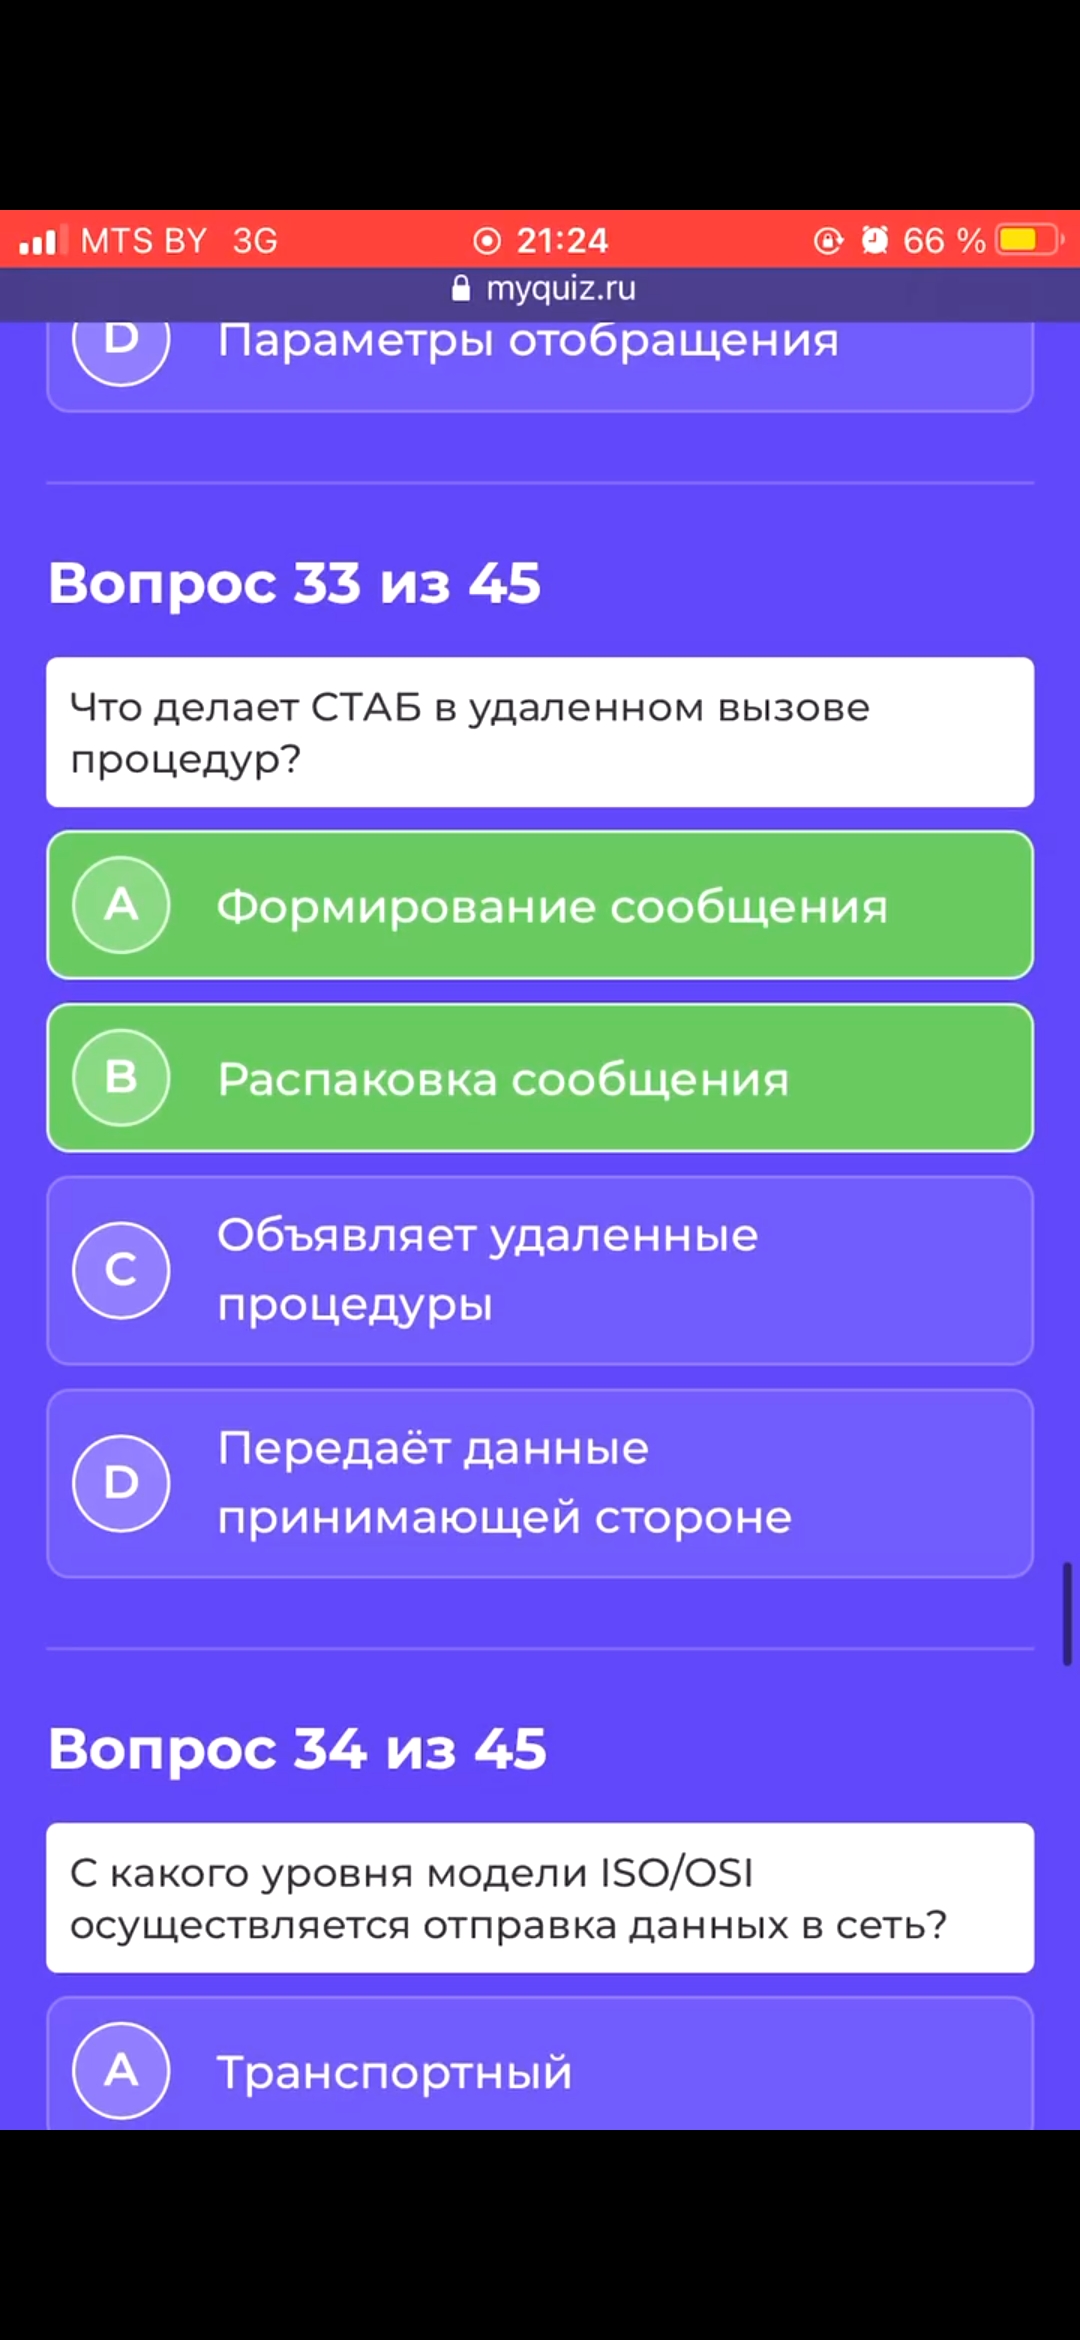 MTS BY 3G 21:24 66 %
myquiz.ru
D Параметры отобращения
Вопрос 33 из 45
Что делает СТАБ в удаленном вызове
процедур?
A Формирование сообщения
B Распаковка сообщения
C Объявляет удаленные
процедуры
D Передаёт данные
принимающей стороне
Вопрос 34 из 45
С какого уровня модели ISO/OSI
осуществляется отправка данных в сеть?
A Транспортный